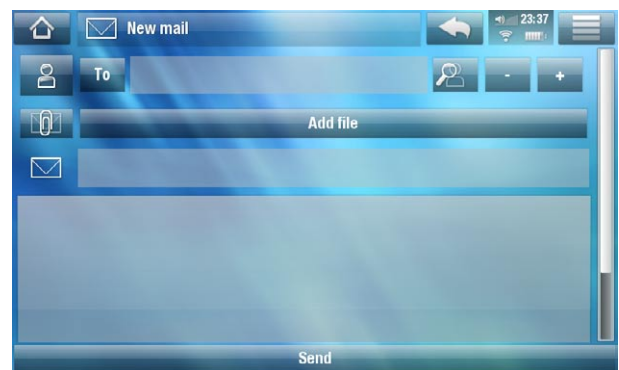 New mail
23:37
To
-
+
Add file
Send